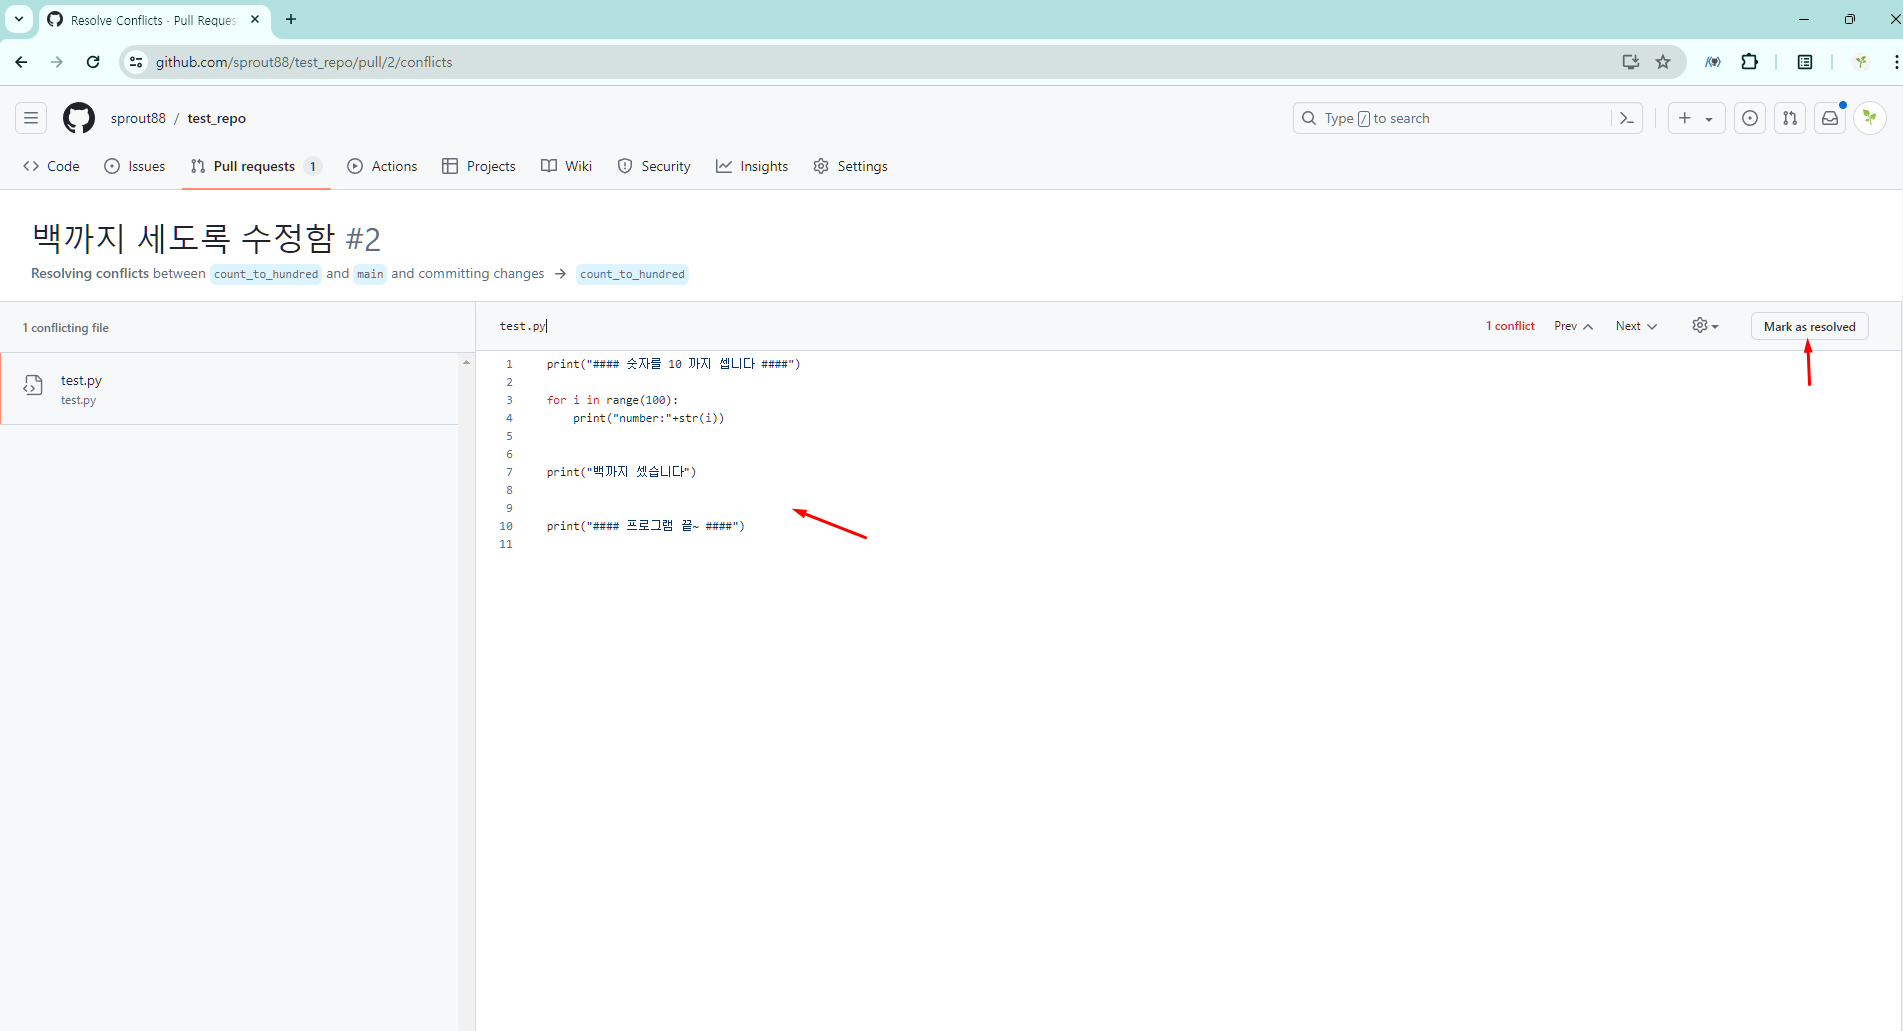 Resolve Conflicts · Pull Reques
github.com/sprout88/test_repo/pull/2/conflicts
sprout88 / test_repo
Type / to search
Code Issues Pull requests 1 Actions Projects Wiki Security Insights Settings
백까지 세도록 수정함 #2
Resolving conflicts between count_to_hundred and main and committing changes → count_to_hundred
1 conflicting file
test.py
test.py
test.py
1 conflict Prev Next Mark as resolved
1 print("#### 숫자를 10 까지 셉니다 ####")
2
3 for i in range(100):
4 print("number:"+str(i))
5
6
7 print("백까지 셌습니다")
8
9
10 print("#### 프로그램 끝~ ####")
11